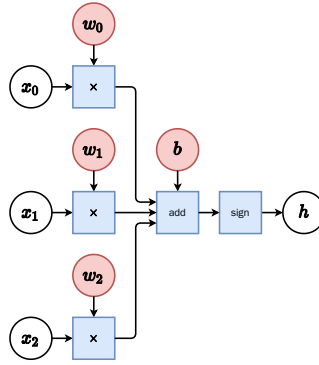 w₀
x₀ ×
w₁ b
x₁ × add sign h
w₂
x₂ ×